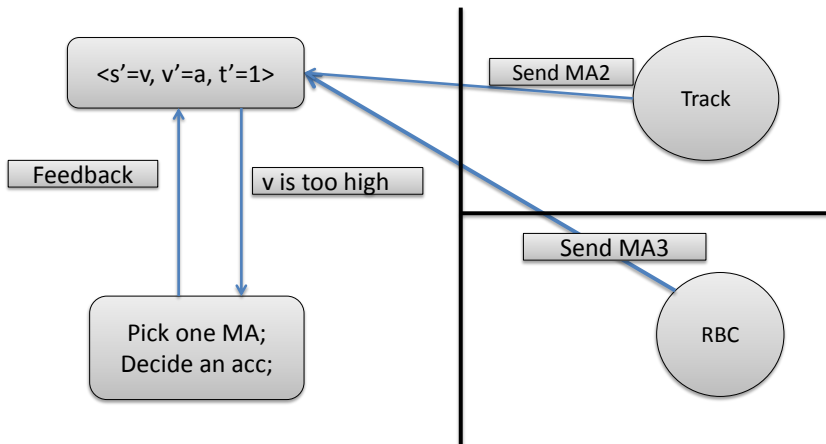 <s’=v, v’=a, t’=1>
Send MA2
Track
Feedback
v is too high
Send MA3
Pick one MA;
Decide an acc;
RBC